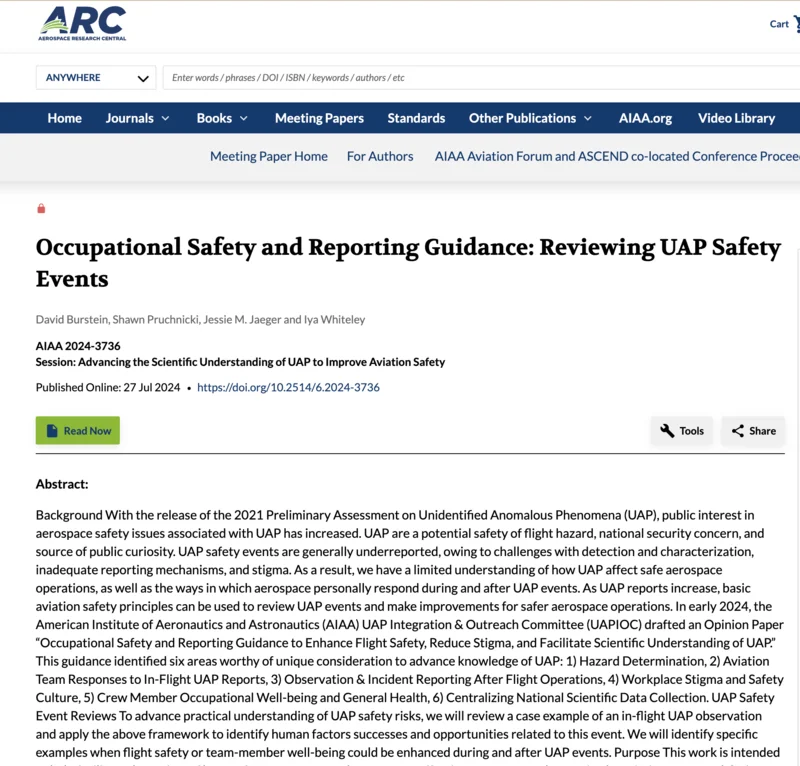 ARC
AEROSPACE RESEARCH CENTRAL
Cart
ANYWHERE
Enter words / phrases / DOI / ISBN / keywords / authors / etc
Home Journals Books Meeting Papers Standards Other Publications AIAA.org Video Library
Meeting Paper Home For Authors AIAA Aviation Forum and ASCEND co-located Conference Procee
Occupational Safety and Reporting Guidance: Reviewing UAP Safety
Events
David Burstein, Shawn Pruchnicki, Jessie M. Jaeger and Iya Whiteley
AIAA 2024-3736
Session: Advancing the Scientific Understanding of UAP to Improve Aviation Safety
Published Online: 27 Jul 2024 • https://doi.org/10.2514/6.2024-3736
Read Now Tools Share
Abstract:
Background With the release of the 2021 Preliminary Assessment on Unidentified Anomalous Phenomena (UAP), public interest in
aerospace safety issues associated with UAP has increased. UAP are a potential safety of flight hazard, national security concern, and
source of public curiosity. UAP safety events are generally underreported, owing to challenges with detection and characterization,
inadequate reporting mechanisms, and stigma. As a result, we have a limited understanding of how UAP affect safe aerospace
operations, as well as the ways in which aerospace personally respond during and after UAP events. As UAP reports increase, basic
aviation safety principles can be used to review UAP events and make improvements for safer aerospace operations. In early 2024, the
American Institute of Aeronautics and Astronautics (AIAA) UAP Integration & Outreach Committee (UAPIOC) drafted an Opinion Paper
“Occupational Safety and Reporting Guidance to Enhance Flight Safety, Reduce Stigma, and Facilitate Scientific Understanding of UAP.”
This guidance identified six areas worthy of unique consideration to advance knowledge of UAP: 1) Hazard Determination, 2) Aviation
Team Responses to In-Flight UAP Reports, 3) Observation & Incident Reporting After Flight Operations, 4) Workplace Stigma and Safety
Culture, 5) Crew Member Occupational Well-being and General Health, 6) Centralizing National Scientific Data Collection. UAP Safety
Event Reviews To advance practical understanding of UAP safety risks, we will review a case example of an in-flight UAP observation
and apply the above framework to identify human factors successes and opportunities related to this event. We will identify specific
examples when flight safety or team-member well-being could be enhanced during and after UAP events. Purpose This work is intended